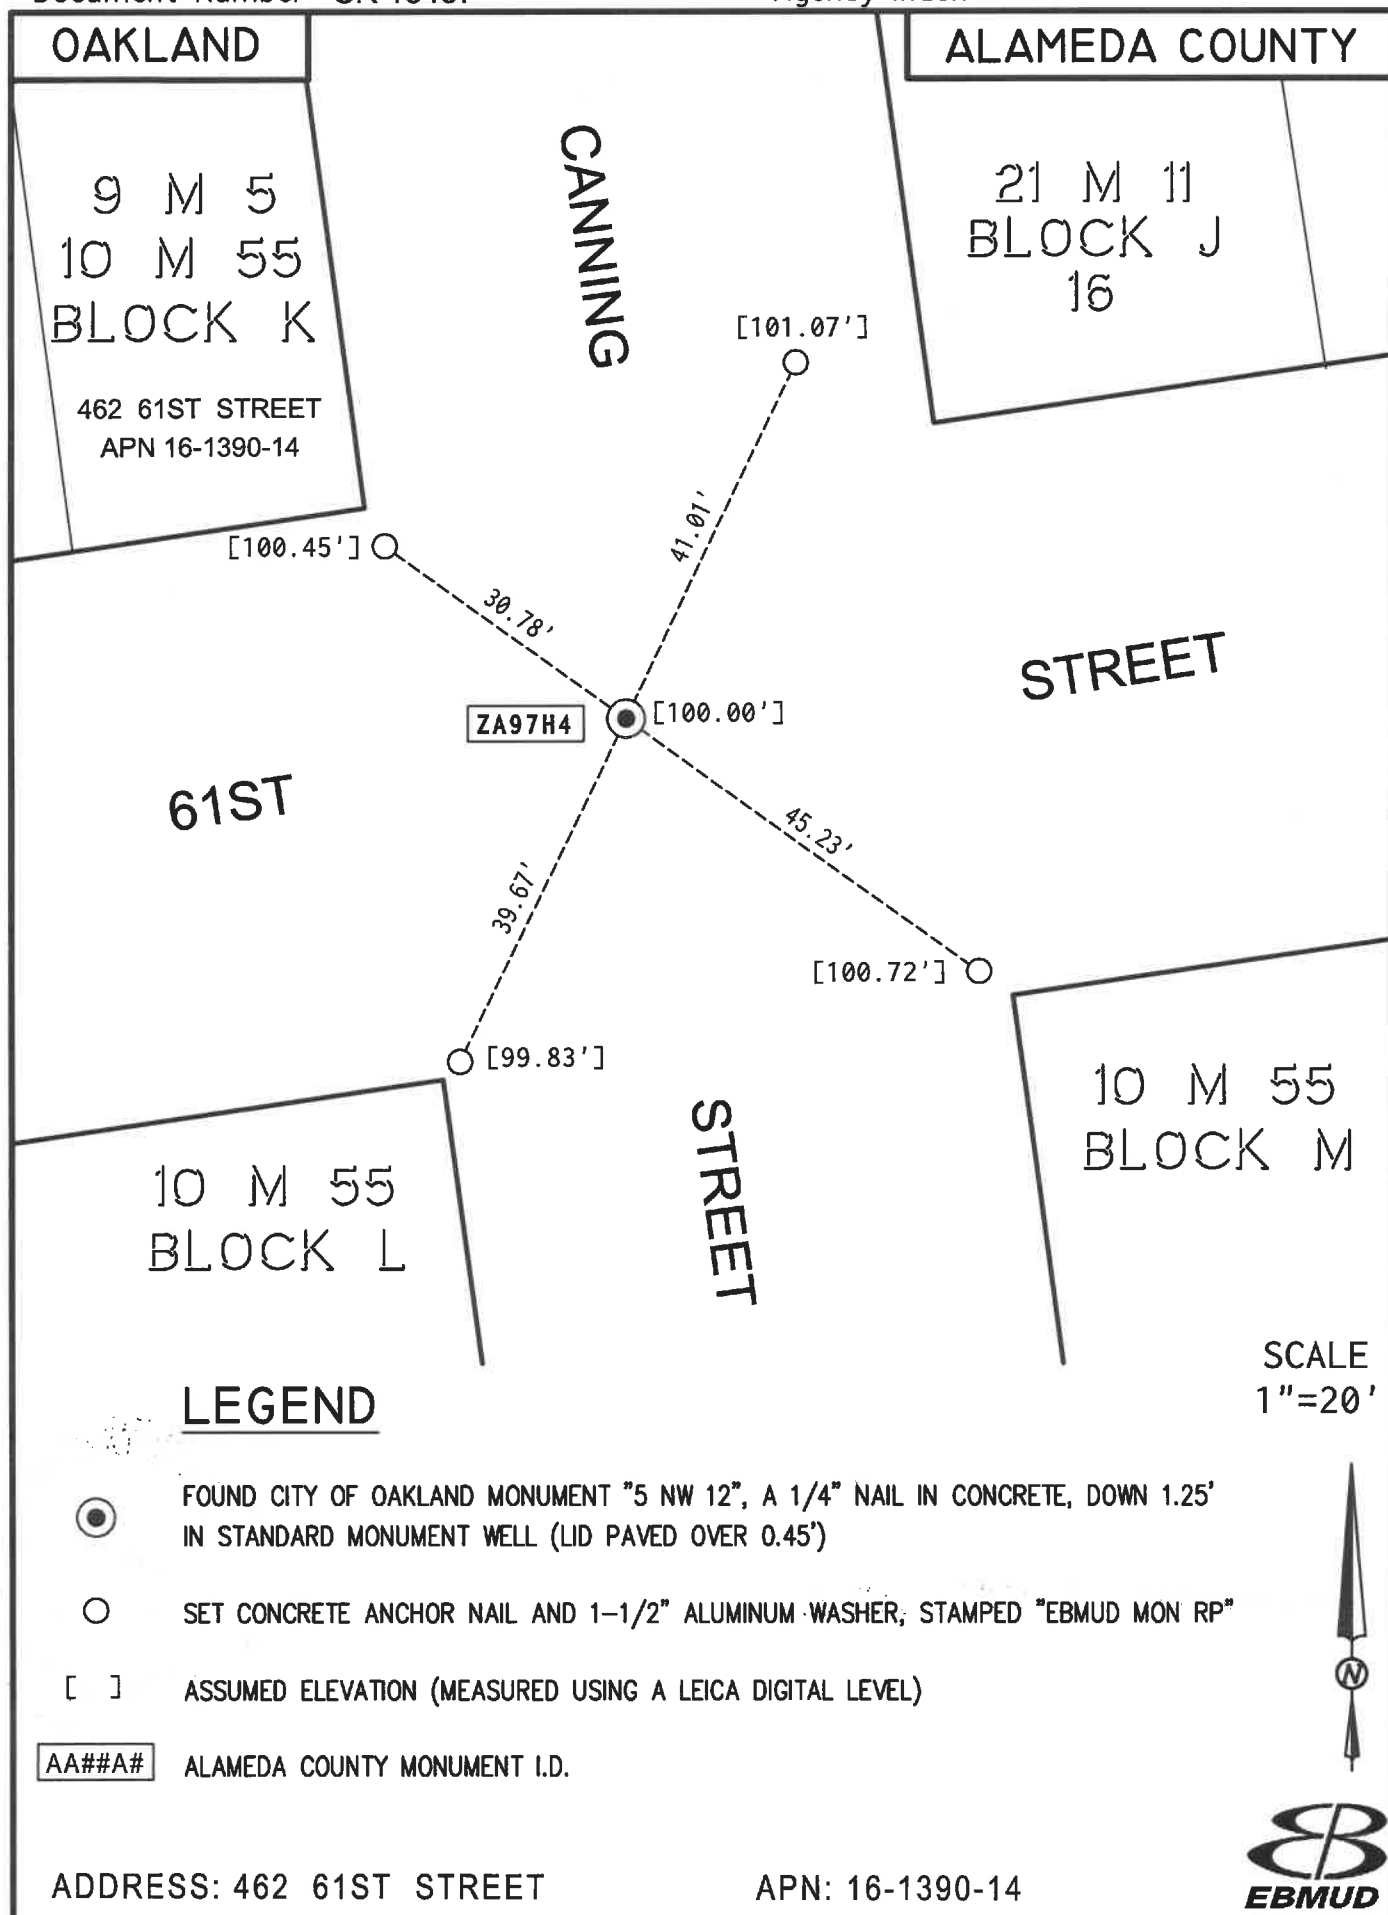 OAKLAND
ALAMEDA COUNTY
9 M 5
10 M 55
BLOCK K
462 61ST STREET
APN 16-1390-14
CANNING
21 M 11
BLOCK J
16
[101.07']
41.01'
[100.45']
30.78'
STREET
ZA97H4
[100.00']
61ST
45.23'
39.67'
[100.72']
[99.83']
STREET
10 M 55
BLOCK M
10 M 55
BLOCK L
SCALE
1"=20'
LEGEND
FOUND CITY OF OAKLAND MONUMENT "5 NW 12", A 1/4" NAIL IN CONCRETE, DOWN 1.25'
IN STANDARD MONUMENT WELL (LID PAVED OVER 0.45')
SET CONCRETE ANCHOR NAIL AND 1-1/2" ALUMINUM WASHER, STAMPED "EBMUD MON RP"
[ ] ASSUMED ELEVATION (MEASURED USING A LEICA DIGITAL LEVEL)
AA##A# ALAMEDA COUNTY MONUMENT I.D.
N
ADDRESS: 462 61ST STREET
APN: 16-1390-14
EBMUD